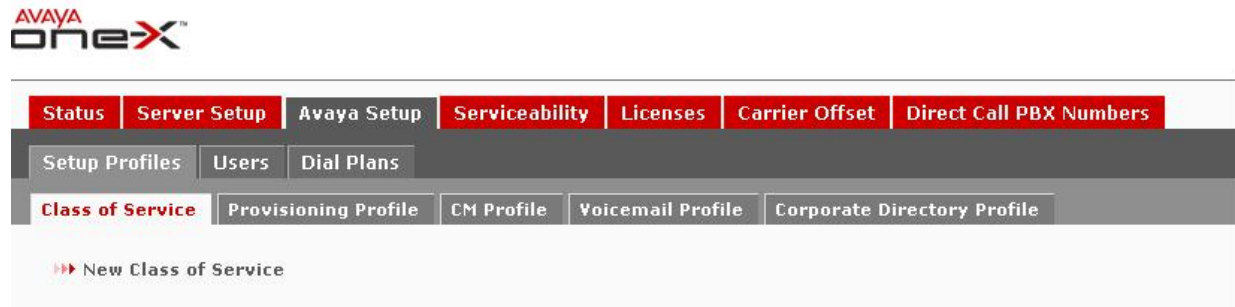 AVAYA
one-X™
Status Server Setup Avaya Setup Serviceability Licenses Carrier Offset Direct Call PBX Numbers
Setup Profiles Users Dial Plans
Class of Service Provisioning Profile CM Profile Voicemail Profile Corporate Directory Profile
New Class of Service